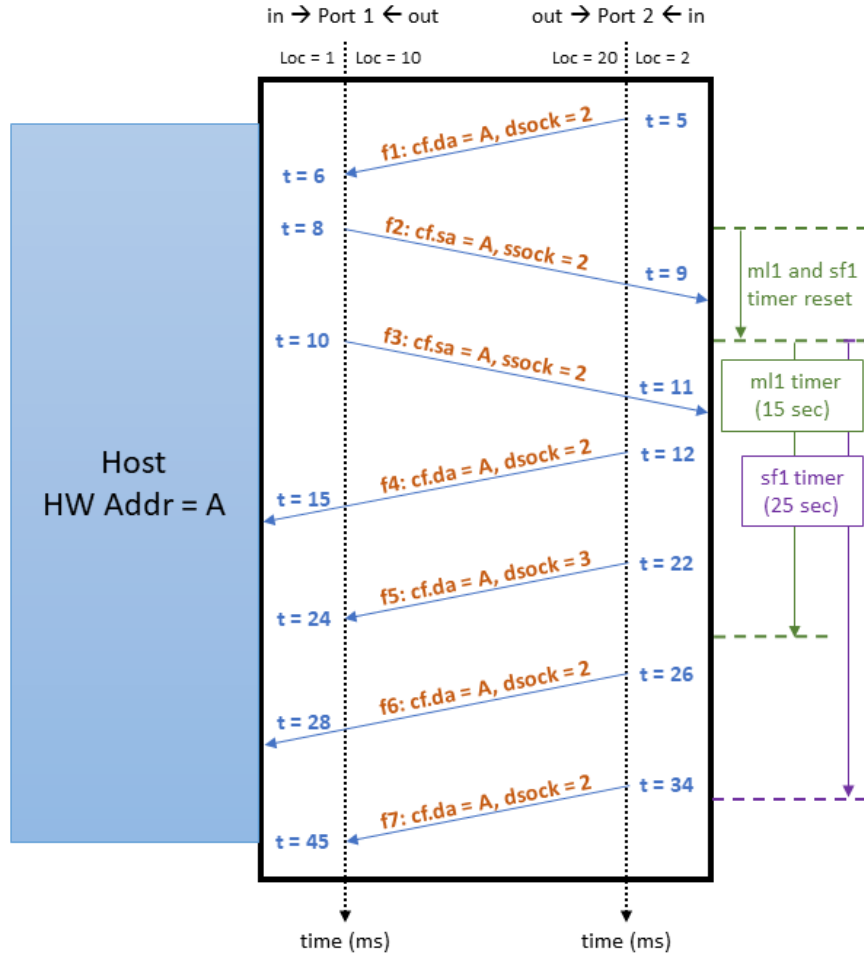 in → Port 1 ← out
out → Port 2 ← in
Loc = 1
Loc = 10
Loc = 20
Loc = 2
f1: cf.da = A, dsock = 2
t = 5
t = 6
t = 8
f2: cf.sa = A, ssock = 2
t = 9
ml1 and sf1
timer reset
t = 10
f3: cf.sa = A, ssock = 2
t = 11
ml1 timer
(15 sec)
Host
HW Addr = A
f4: cf.da = A, dsock = 2
t = 12
t = 15
sf1 timer
(25 sec)
f5: cf.da = A, dsock = 3
t = 22
t = 24
f6: cf.da = A, dsock = 2
t = 26
t = 28
f7: cf.da = A, dsock = 2
t = 34
t = 45
time (ms)
time (ms)